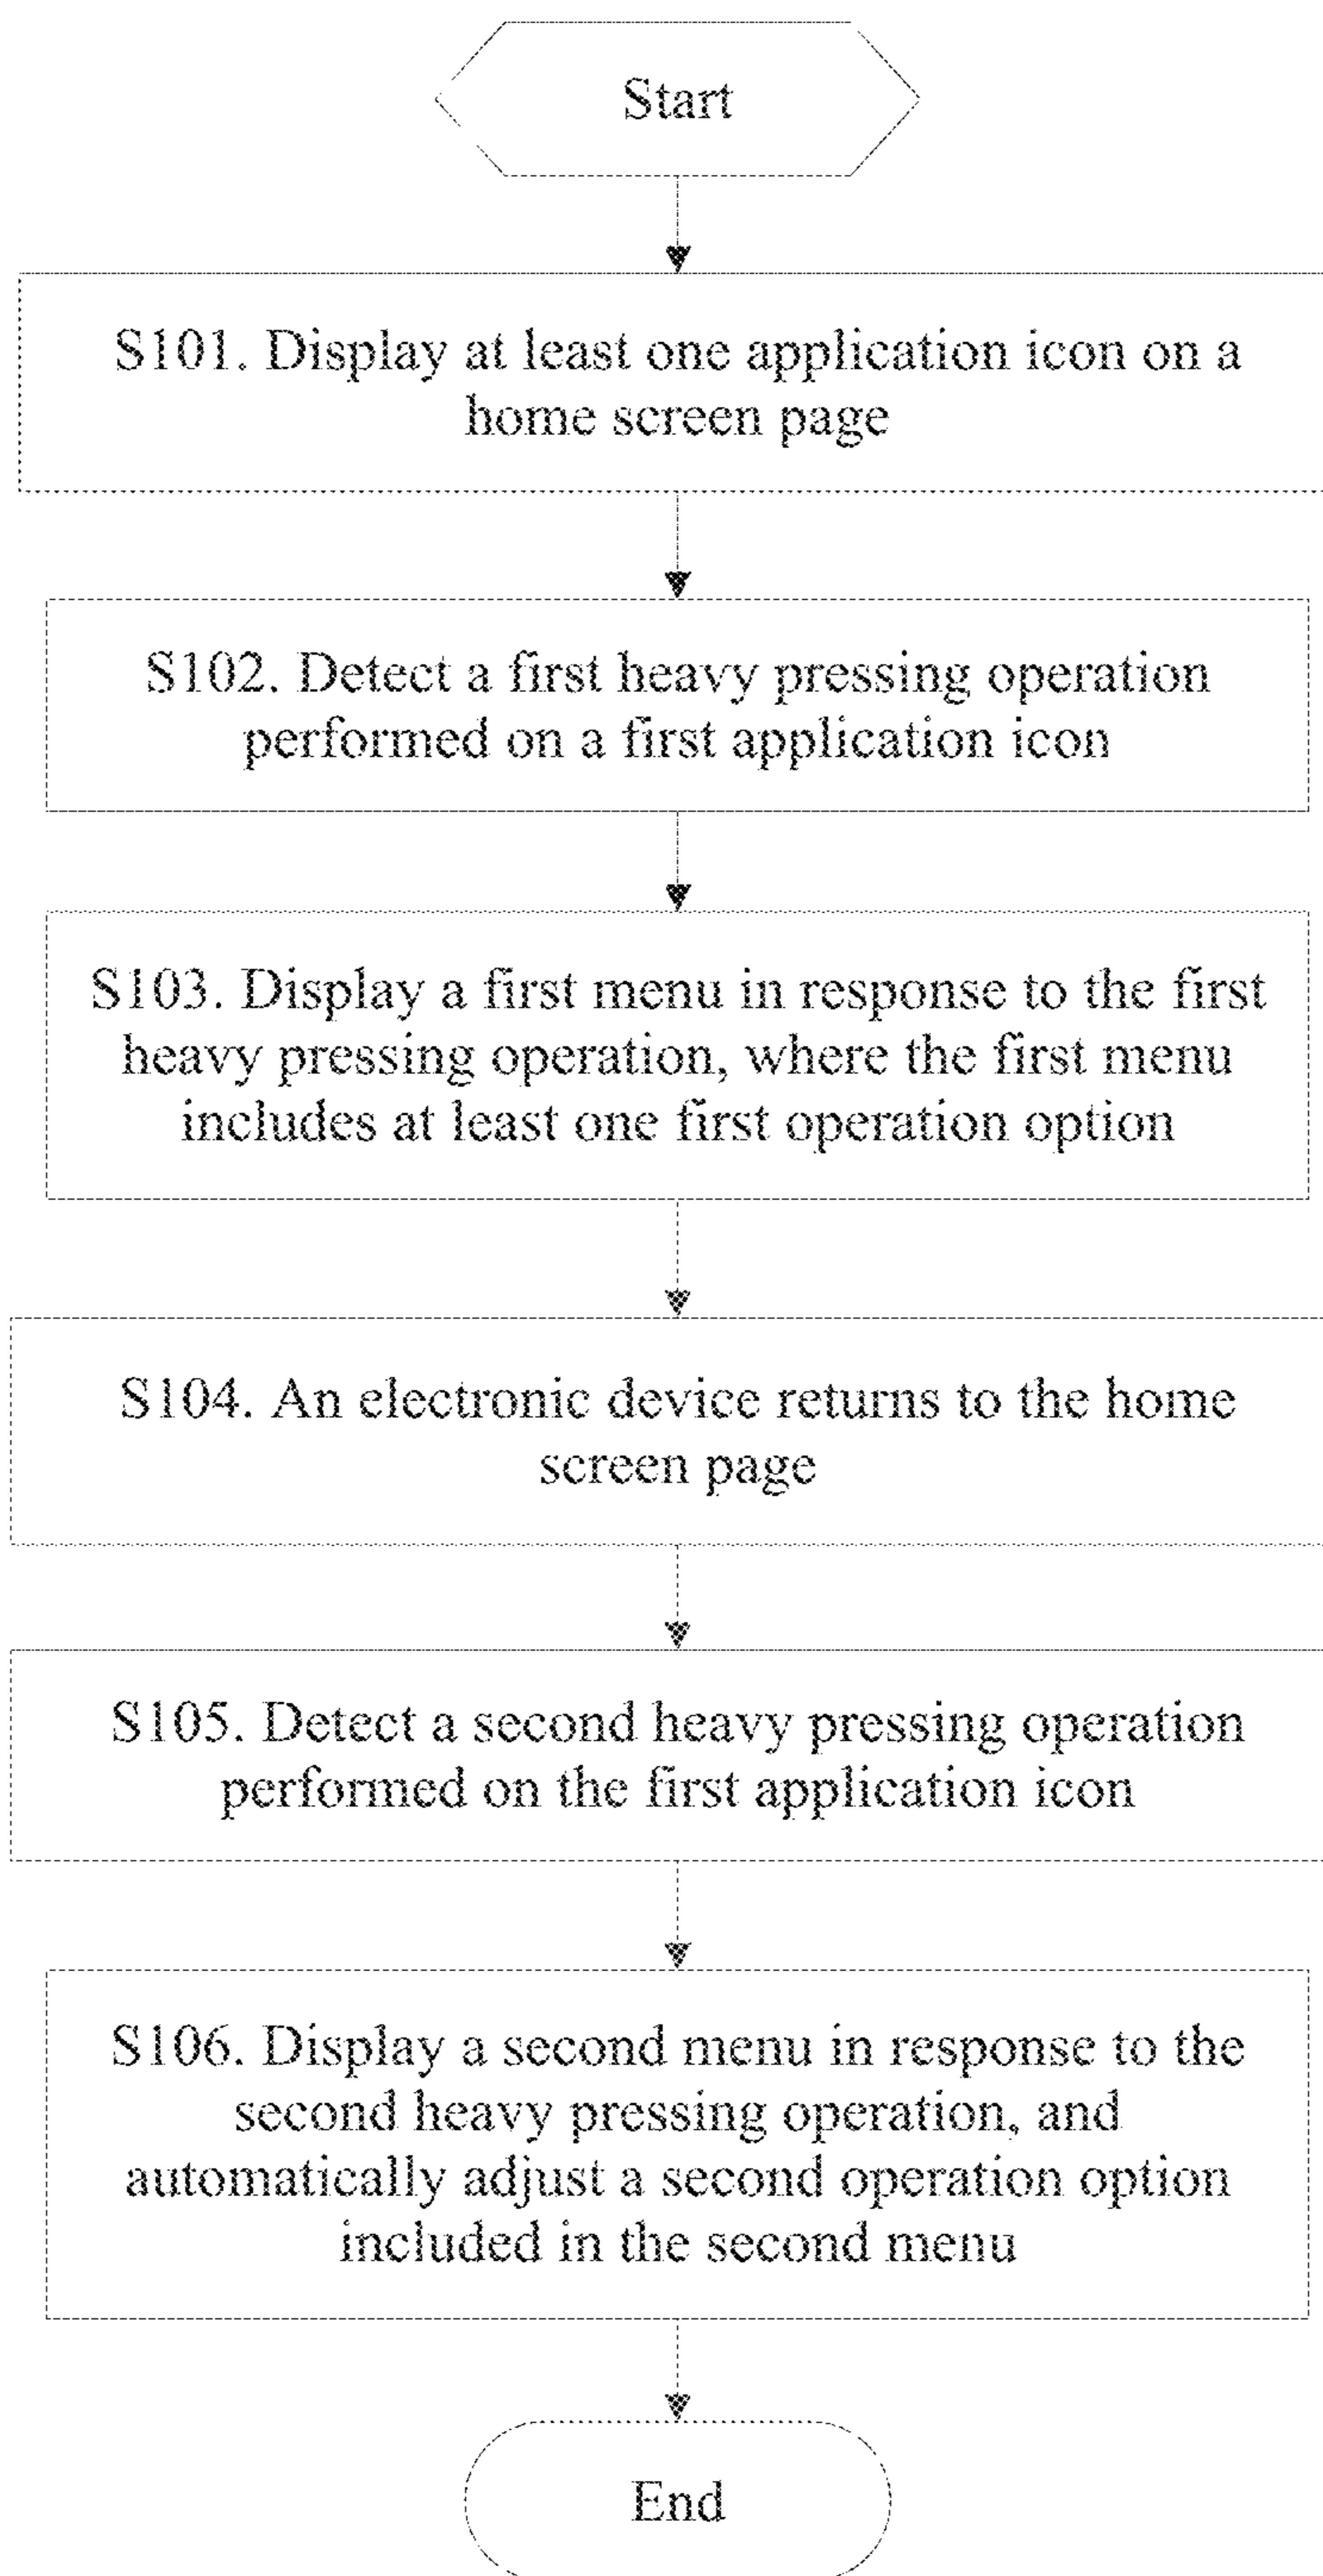 Start
S101. Display at least one application icon on a
home screen page
S102. Detect a first heavy pressing operation
performed on a first application icon
S103. Display a first menu in response to the first
heavy pressing operation, where the first menu
includes at least one first operation option
S104. An electronic device returns to the home
screen page
S105. Detect a second heavy pressing operation
performed on the first application icon
S106. Display a second menu in response to the
second heavy pressing operation, and
automatically adjust a second operation option
included in the second menu
End